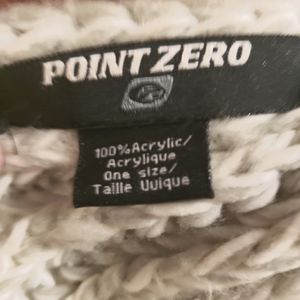 POINT ZERO
100% Acrylic/
Acrylique
One size/
Taille Uuique